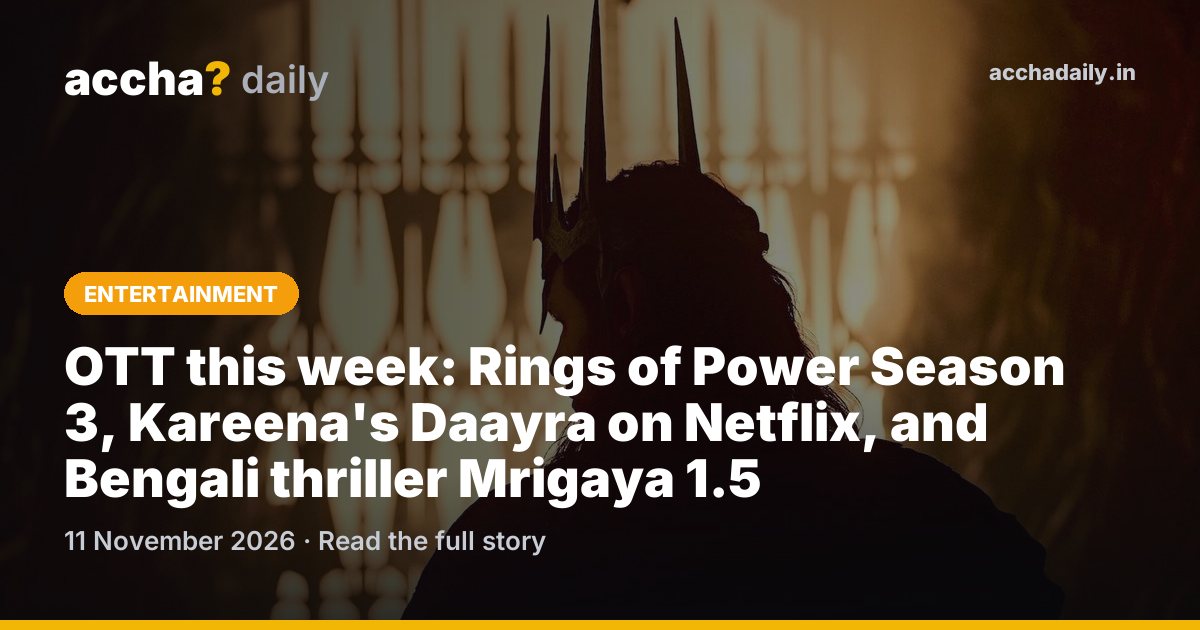 accha? daily
acchadaily.in
ENTERTAINMENT
OTT this week: Rings of Power Season
3, Kareena's Daayra on Netflix, and
Bengali thriller Mrigaya 1.5
11 November 2026 · Read the full story